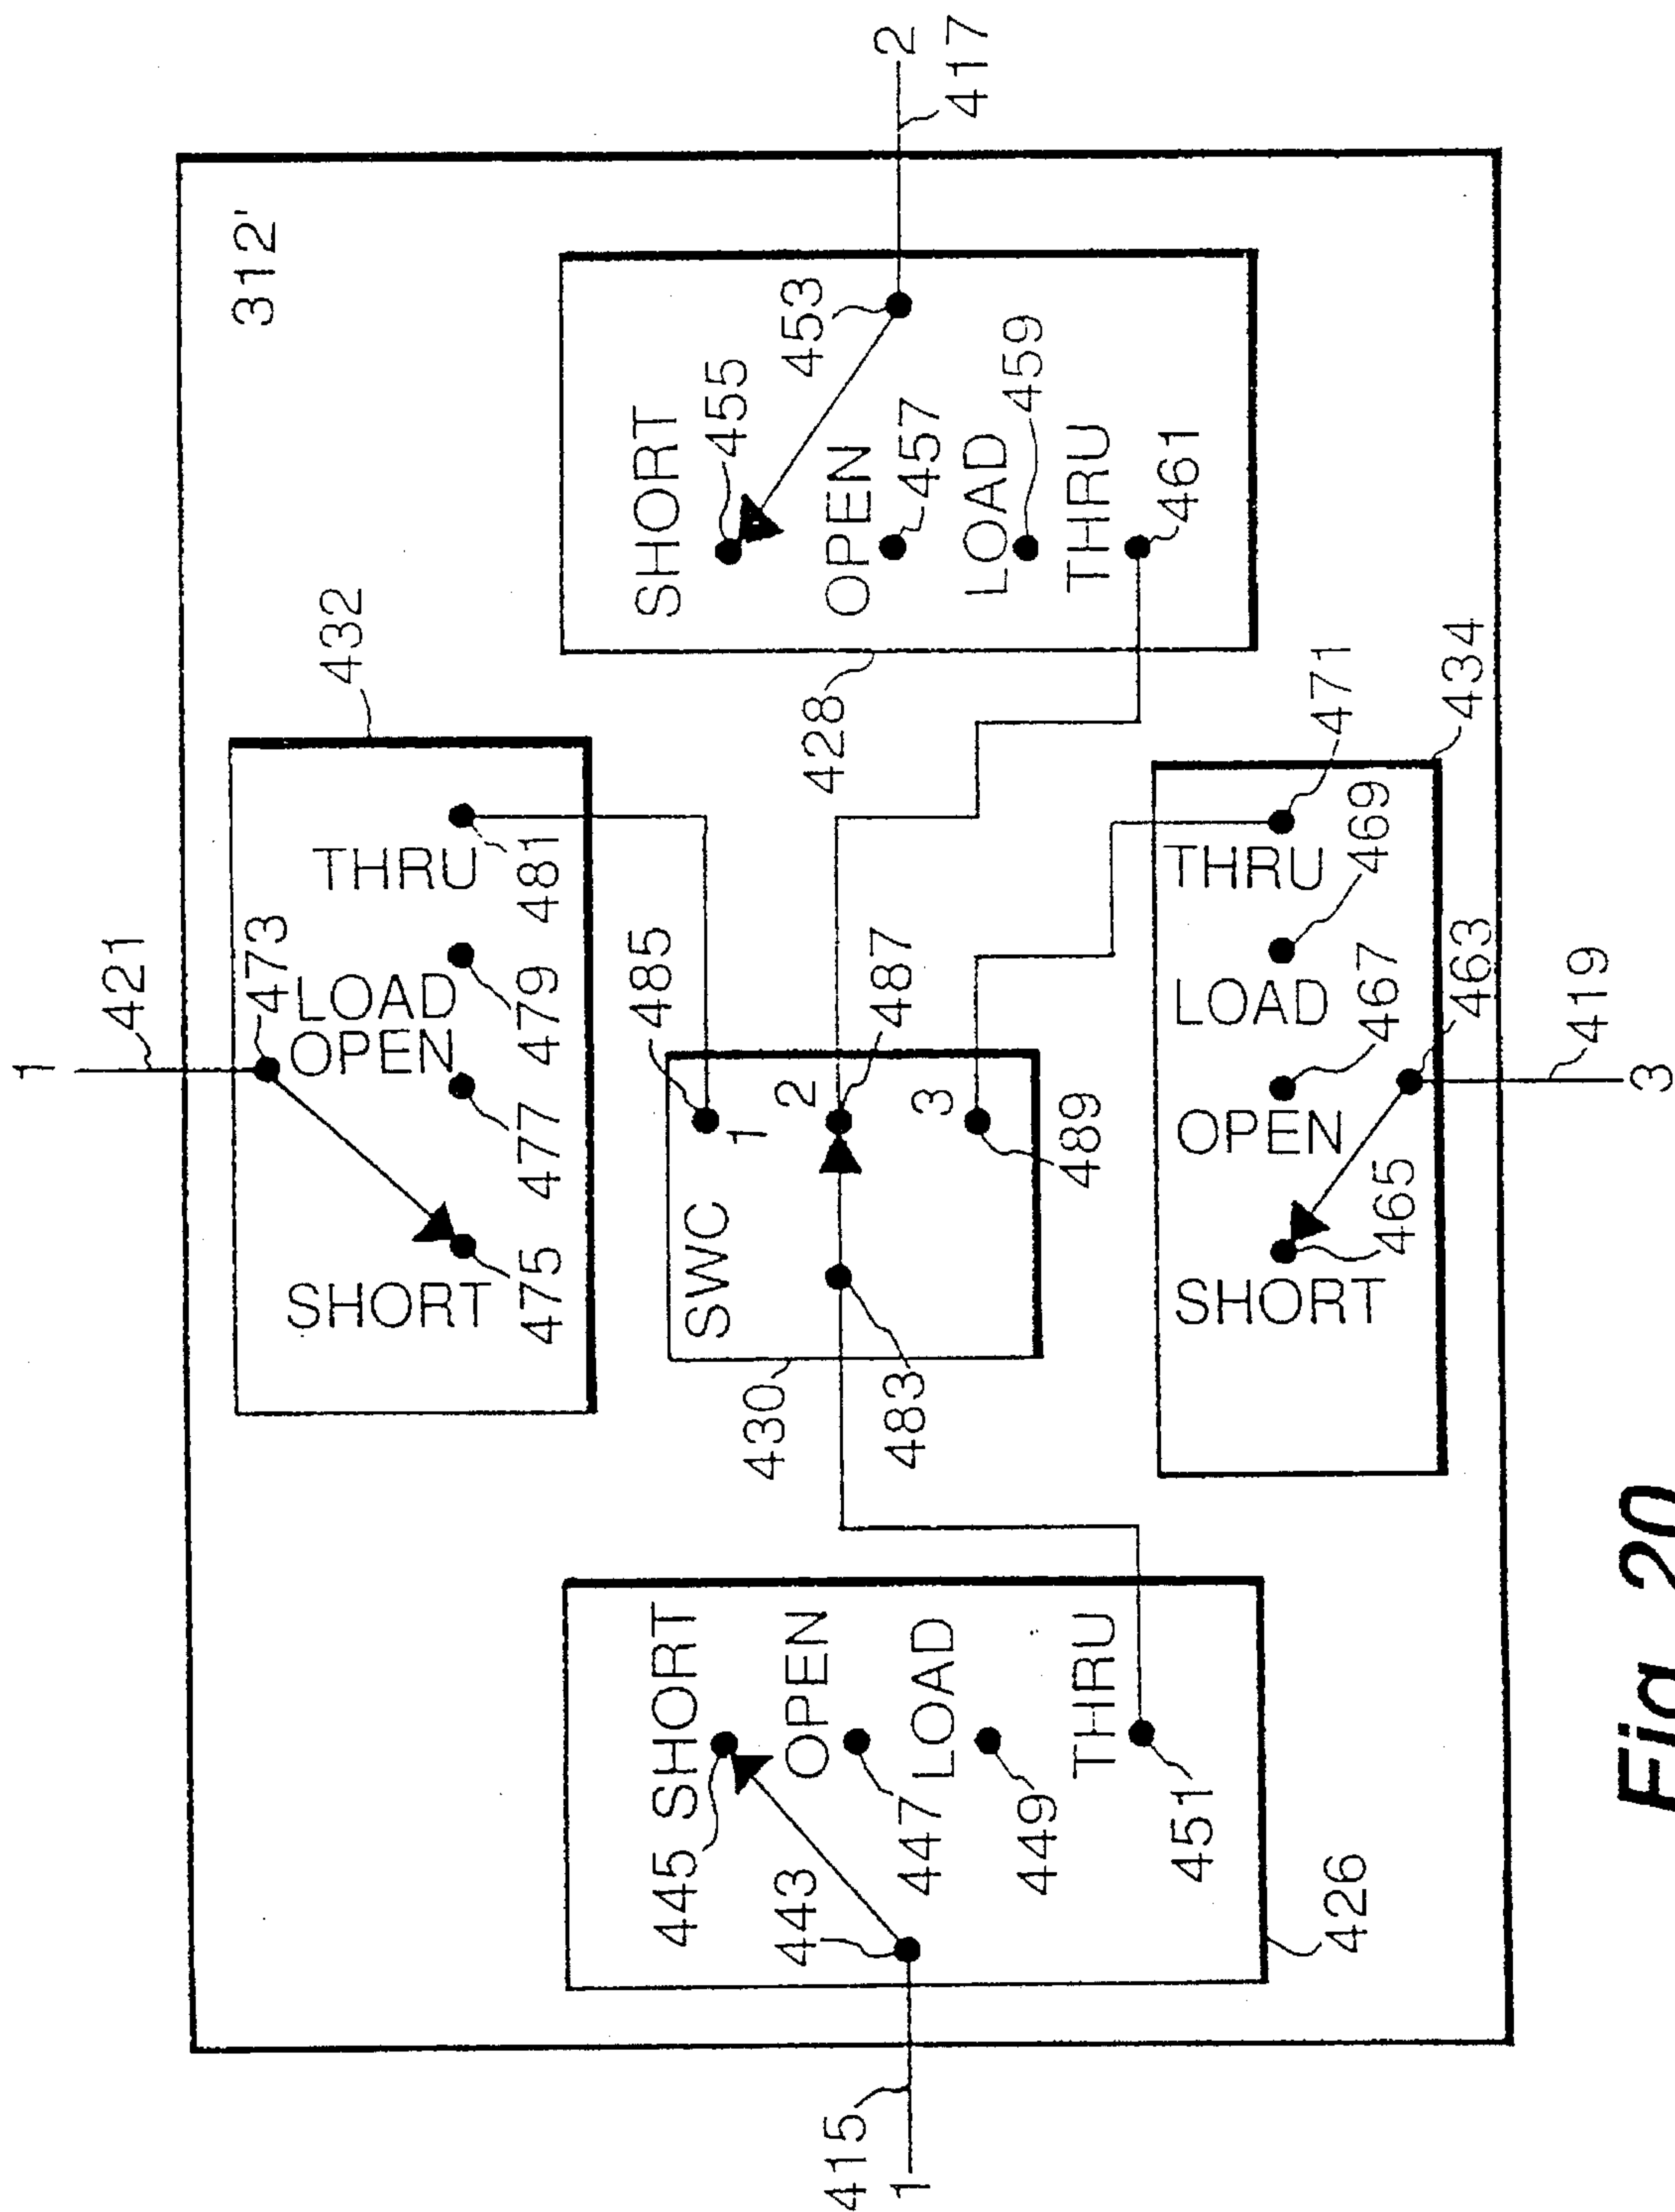 312'
1
421
432
473
THRU
481
LOAD
479
OPEN
477
SHORT
475
415
1
426
443
445 SHORT
OPEN
447
LOAD
449
THRU
451
430
SWC
483
485
1
2
487
3
489
428
SHORT
455
453
OPEN
457
LOAD
459
THRU
461
2
417
434
THRU
471
LOAD
469
OPEN
467
SHORT
465
463
419
3
Fig. 20